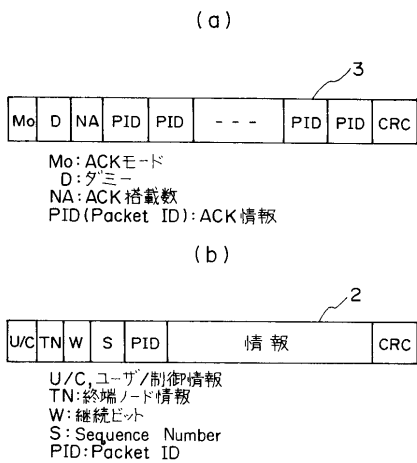 (a)
3
Mo D NA PID PID --- PID PID CRC
Mo:ACKモード
D:ダミー
NA:ACK搭載数
PID(Packet ID):ACK情報
(b)
2
U/C TN W S PID 情報 CRC
U/C,ユーザ/制御情報
TN:終端ノード情報
W:継続ビット
S:Sequence Number
PID:Packet ID